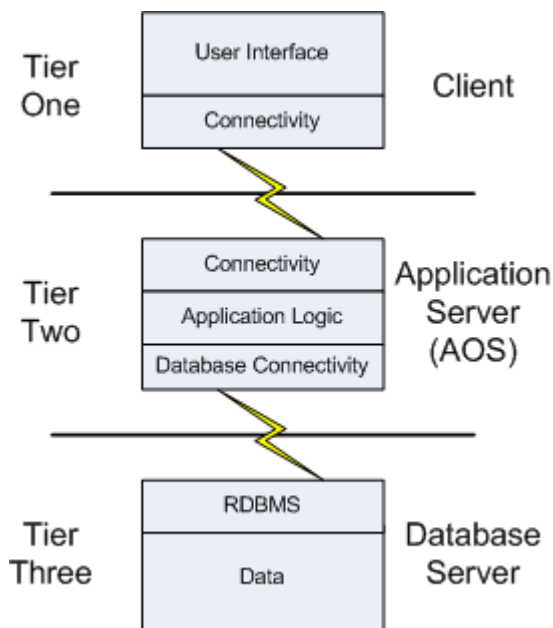 Tier
One
User Interface
Connectivity
Client
Tier
Two
Connectivity
Application Logic
Database Connectivity
Application
Server
(AOS)
Tier
Three
RDBMS
Data
Database
Server